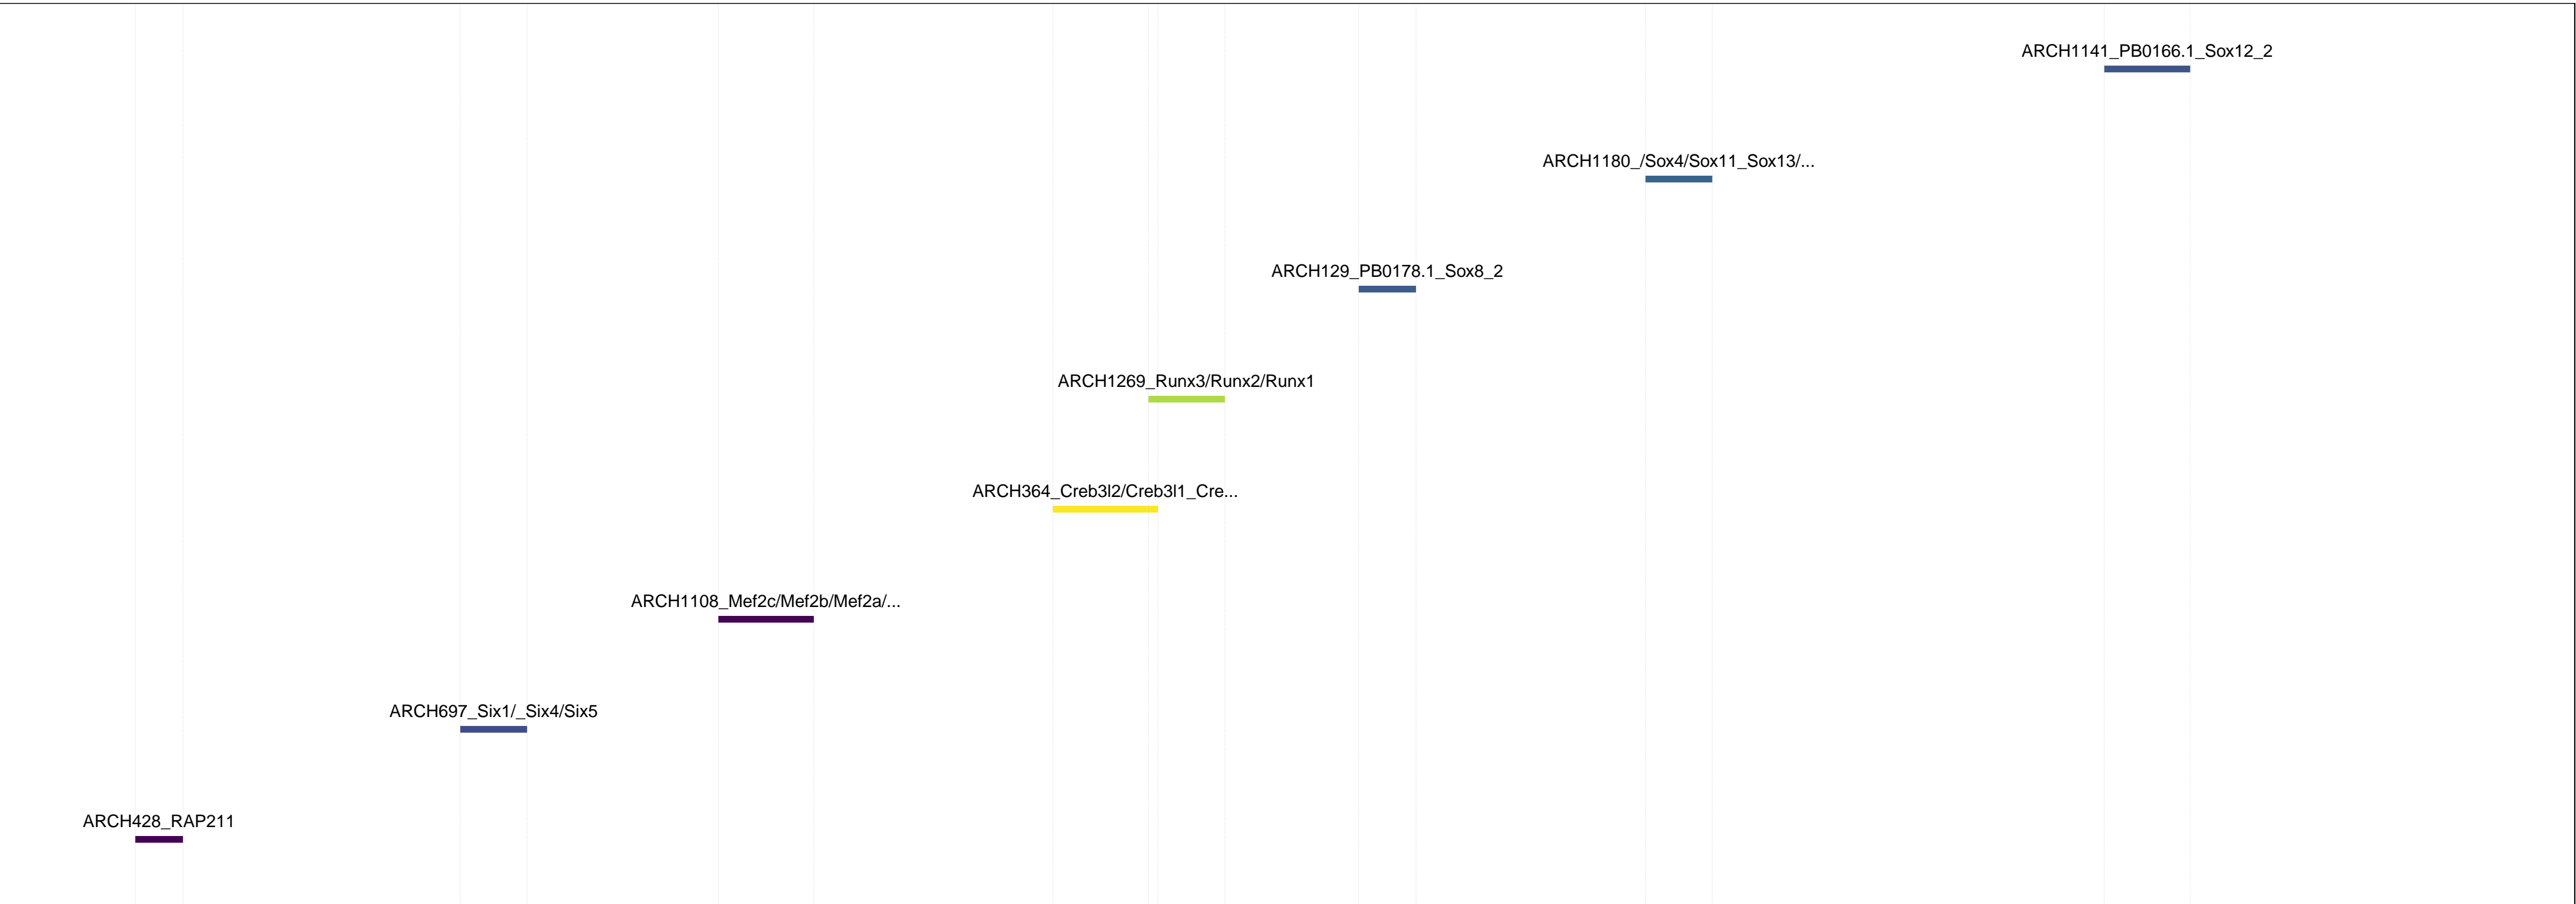 ARCH1141_PB0166.1_Sox12_2
ARCH1180_/Sox4/Sox11_Sox13/...
ARCH129_PB0178.1_Sox8_2
ARCH1269_Runx3/Runx2/Runx1
ARCH364_Creb3l2/Creb3l1_Cre...
ARCH1108_Mef2c/Mef2b/Mef2a/...
ARCH697_Six1/_Six4/Six5
ARCH428_RAP211